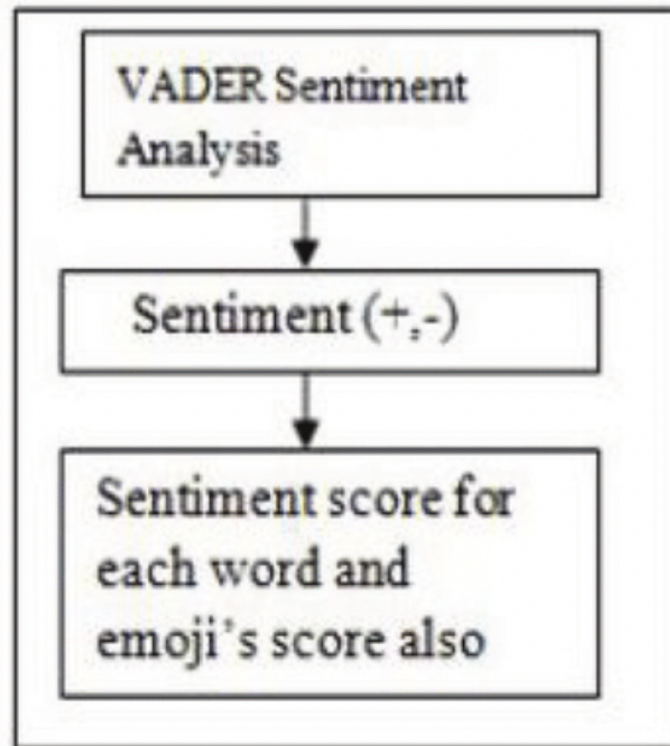 VADER Sentiment
Analysis
Sentiment (+,-)
Sentiment score for
each word and
emoji's score also